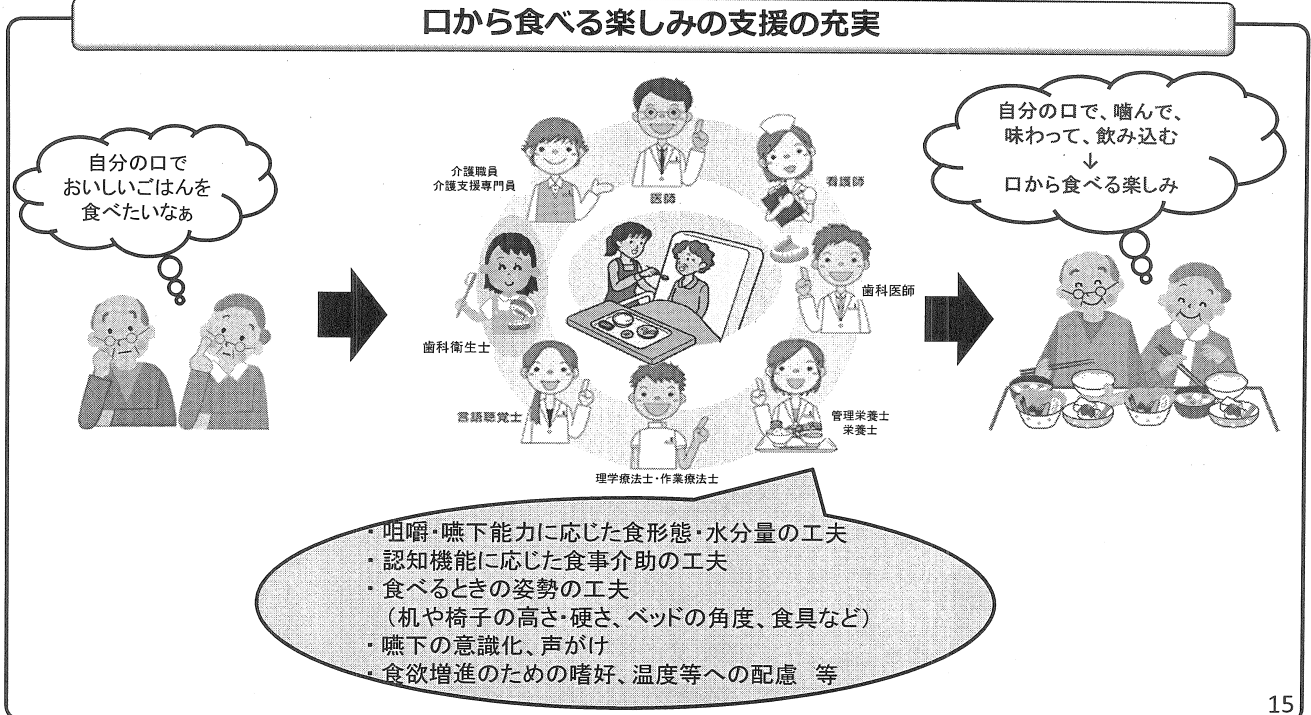 口から食べる楽しみの支援の充実
自分の口で
おいしいごはんを
食べたいなぁ
介護職員
介護支援専門員
医師
看護師
歯科医師
歯科衛生士
言語聴覚士
理学療法士・作業療法士
管理栄養士
栄養士
自分の口で、噛んで、
味わって、飲み込む
↓
口から食べる楽しみ
・咀嚼・嚥下能力に応じた食形態・水分量の工夫
・認知機能に応じた食事介助の工夫
・食べるときの姿勢の工夫
（机や椅子の高さ・硬さ、ベッドの角度、食具など）
・嚥下の意識化、声がけ
・食欲増進のための嗜好、温度等への配慮　等
15